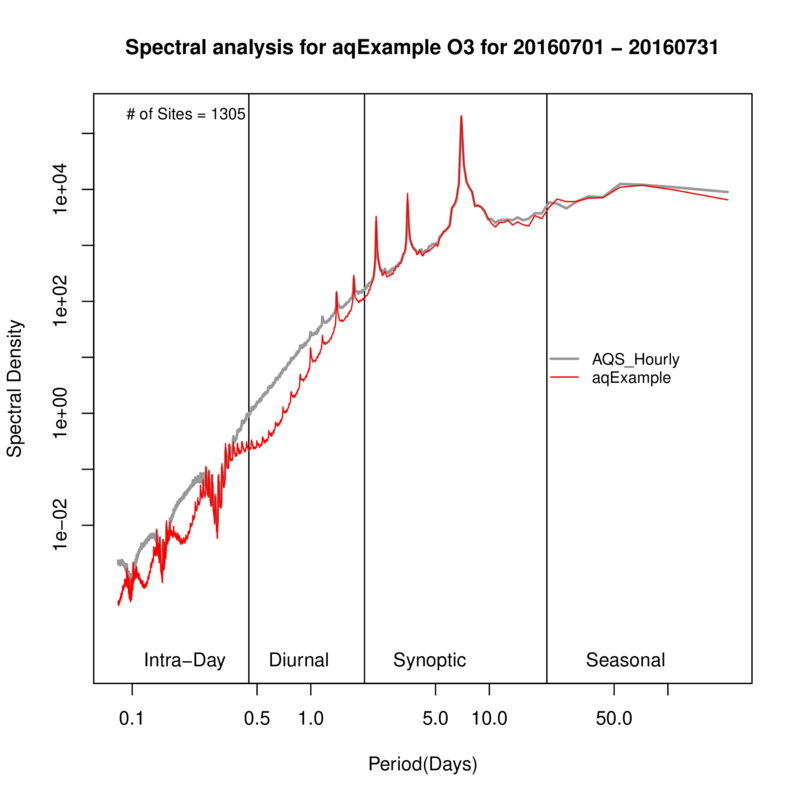 Spectral analysis for aqExample O3 for 20160701 − 20160731
# of Sites = 1305
1e+04
1e+02
1e+00
1e−02
Spectral Density
AQS_Hourly
aqExample
Intra−Day
Diurnal
Synoptic
Seasonal
0.1
0.5
1.0
5.0
10.0
50.0
Period(Days)